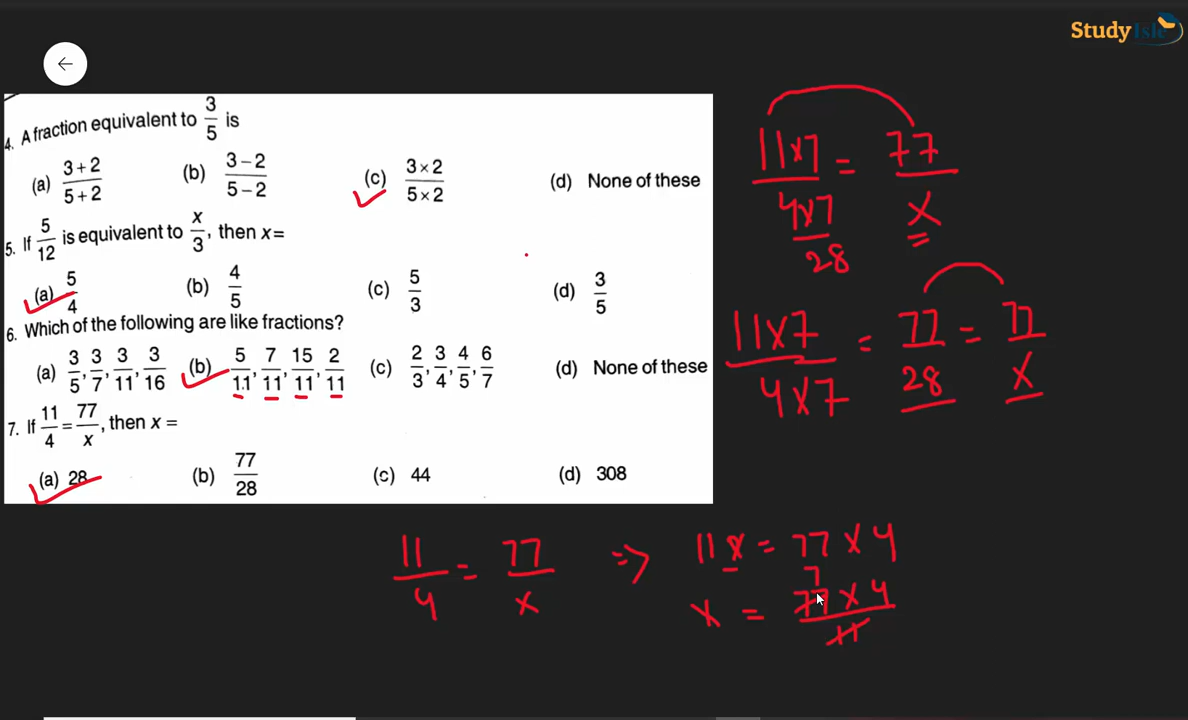 StudyIsle
4. A fraction equivalent to 3/5 is
(a) 3+2/5+2 (b) 3−2/5−2 (c) 3×2/5×2 (d) None of these
5. If 5/12 is equivalent to x/3, then x=
(a) 5/4 (b) 4/5 (c) 5/3 (d) 3/5
6. Which of the following are like fractions?
(a) 3/5, 3/7, 3/11, 3/16 (b) 5/11, 7/11, 15/11, 2/11 (c) 2/3, 3/4, 4/5, 6/7 (d) None of these
7. If 11/4 = 77/x, then x =
(a) 28 (b) 77/28 (c) 44 (d) 308
11×7/4×7 = 77/x
28
11×7/4×7 = 77/28 = 77/x
11/4 = 77/x ⇒ 11x = 77×4
7
x = 77×4/11